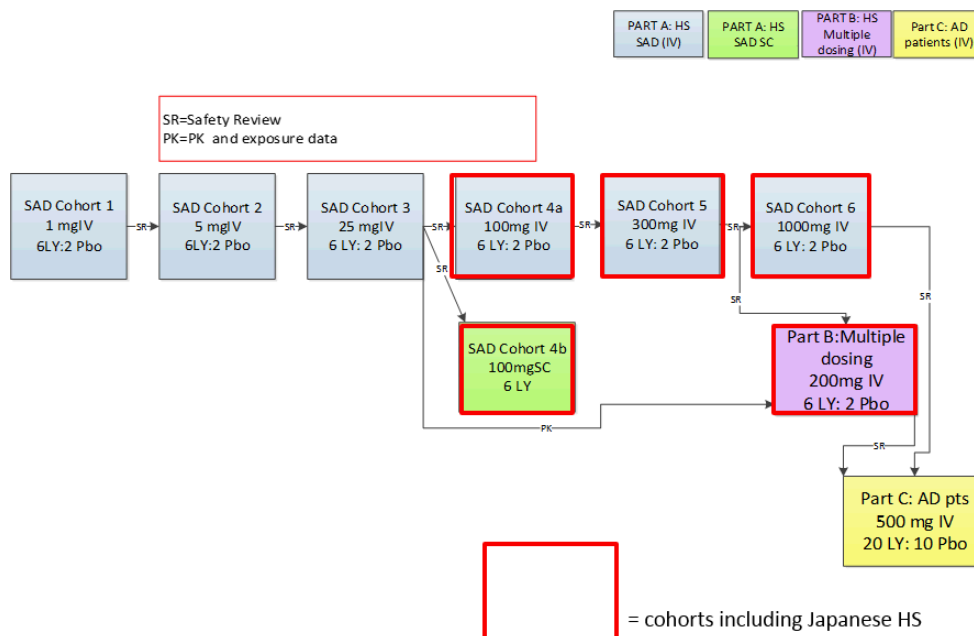 PART A: HS
SAD (IV)
PART A: HS
SAD SC
PART B: HS
Multiple
dosing (IV)
Part C: AD
patients (IV)
SR=Safety Review
PK=PK and exposure data
SAD Cohort 1
1 mgIV
6LY:2 Pbo
SR
SAD Cohort 2
5 mgIV
6LY:2 Pbo
SR
SAD Cohort 3
25 mgIV
6 LY: 2 Pbo
SR
SAD Cohort 4a
100mg IV
6 LY: 2 Pbo
SR
SAD Cohort 5
300mg IV
6 LY: 2 Pbo
SR
SAD Cohort 6
1000mg IV
6 LY: 2 Pbo
SR
SR
SR
SAD Cohort 4b
100mgSC
6 LY
Part B:Multiple
dosing
200mg IV
6 LY: 2 Pbo
PK
SR
Part C: AD pts
500 mg IV
20 LY: 10 Pbo
= cohorts including Japanese HS